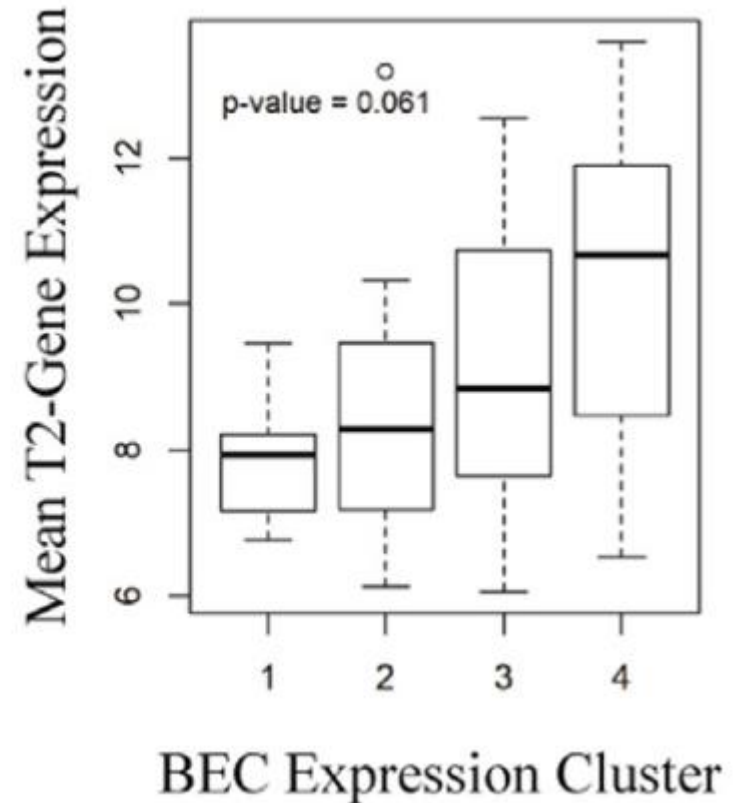 Mean T2-Gene Expression
12
10
8
6
p-value = 0.061
1 2 3 4
BEC Expression Cluster